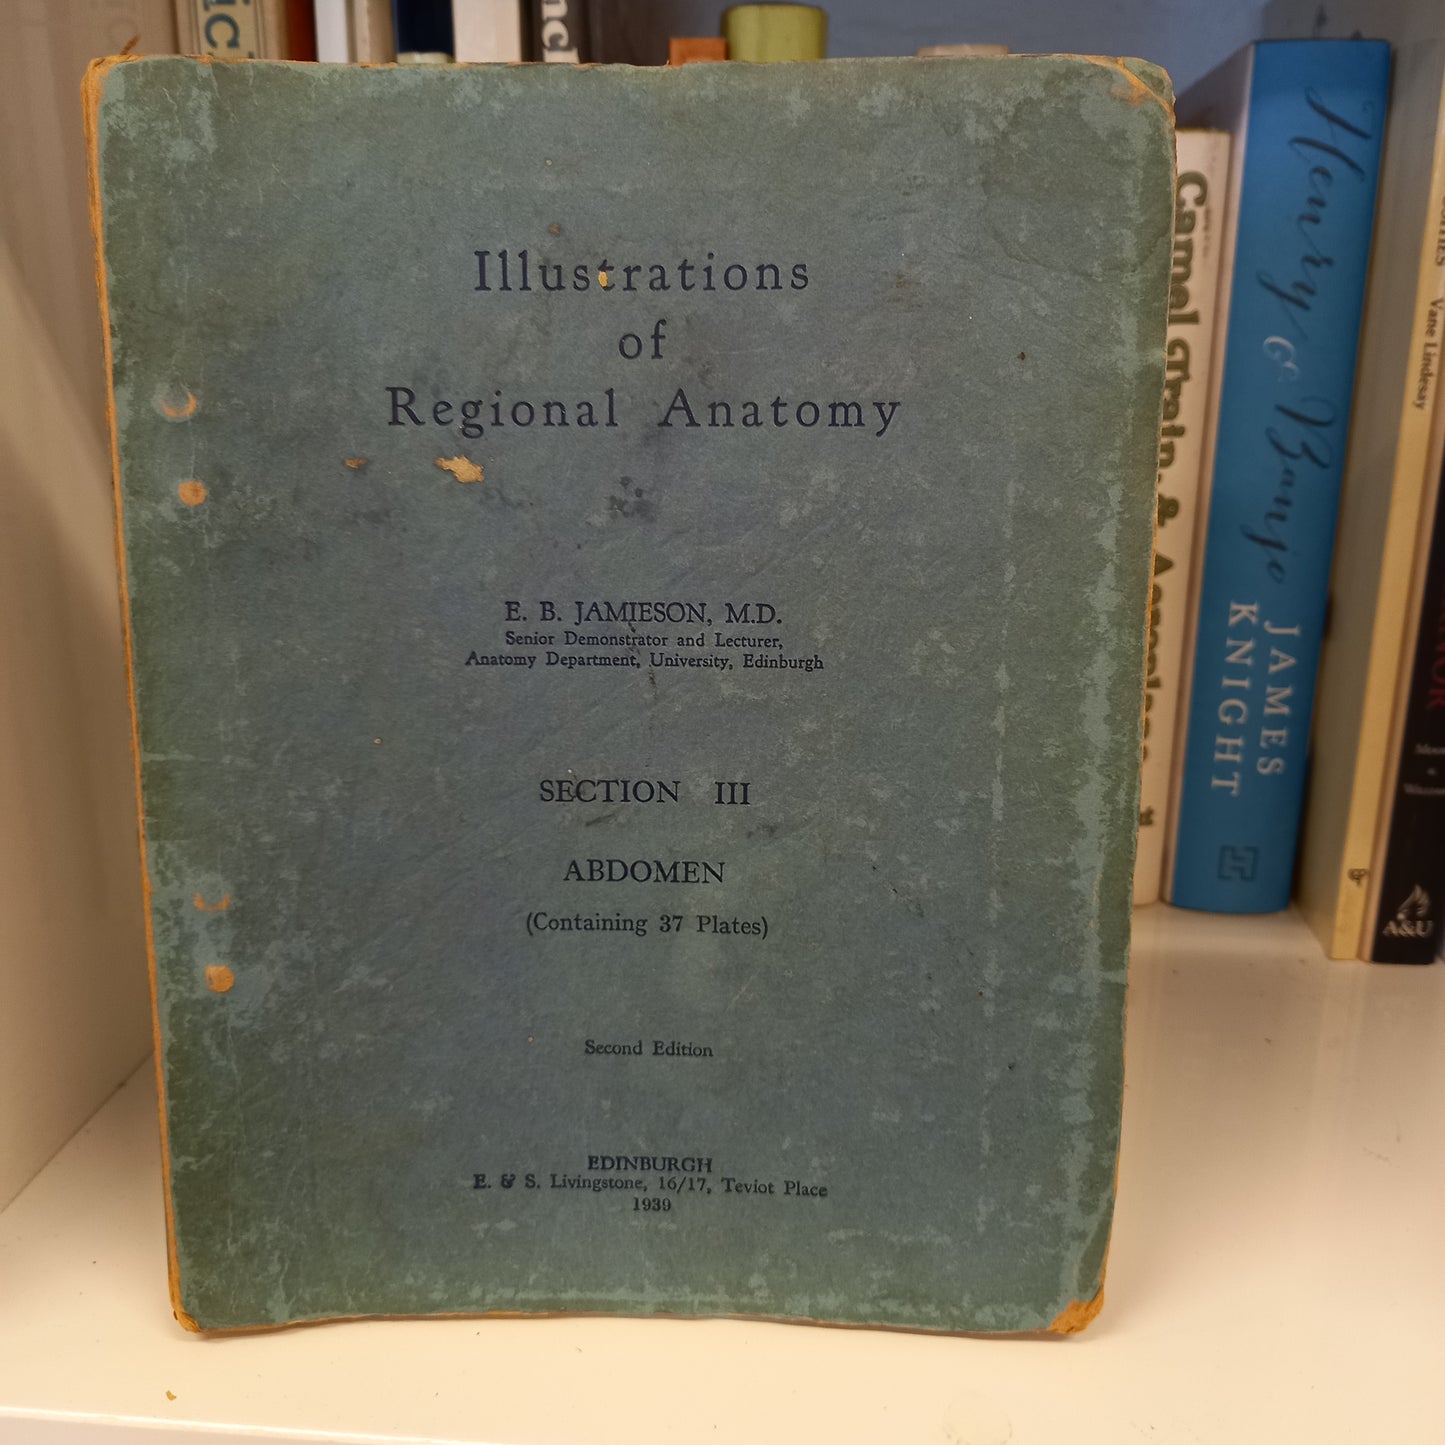 Illustrations
of
Regional Anatomy
E. B. JAMIESON, M.D.
Senior Demonstrator and Lecturer,
Anatomy Department, University, Edinburgh
SECTION III
ABDOMEN
(Containing 37 Plates)
Second Edition
EDINBURGH
E. & S. Livingstone, 16/17, Teviot Place
1939
Camel Train &
Henry & Banjo
JAMES
KNIGHT
Vane Lindesay
A&U